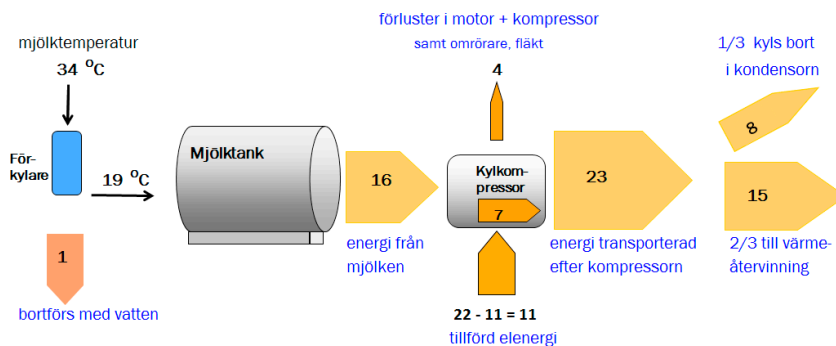 mjölktemperatur
34 °C
För-
kylare
19 °C
1
bortförs med vatten
Mjölktank
16
energi från
mjölken
förluster i motor + kompressor
samt omrörare, fläkt
4
Kylkom-
pressor
7
22 - 11 = 11
tillförd elenergi
23
energi transporterad
efter kompressorn
1/3 kyls bort
i kondensorn
8
15
2/3 till värme-
återvinning